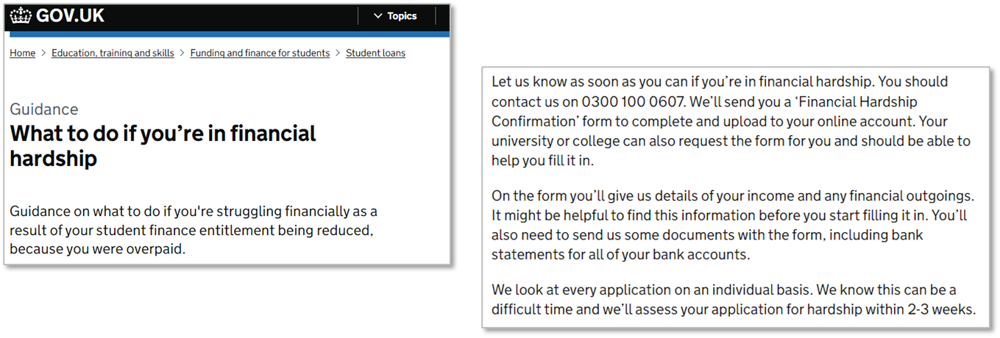 GOV.UK
Topics
Home > Education, training and skills > Funding and finance for students > Student loans
Guidance
What to do if you’re in financial
hardship
Guidance on what to do if you're struggling financially as a
result of your student finance entitlement being reduced,
because you were overpaid.
Let us know as soon as you can if you’re in financial hardship. You should
contact us on 0300 100 0607. We’ll send you a ‘Financial Hardship
Confirmation’ form to complete and upload to your online account. Your
university or college can also request the form for you and should be able to
help you fill it in.
On the form you’ll give us details of your income and any financial outgoings.
It might be helpful to find this information before you start filling it in. You’ll
also need to send us some documents with the form, including bank
statements for all of your bank accounts.
We look at every application on an individual basis. We know this can be a
difficult time and we’ll assess your application for hardship within 2-3 weeks.